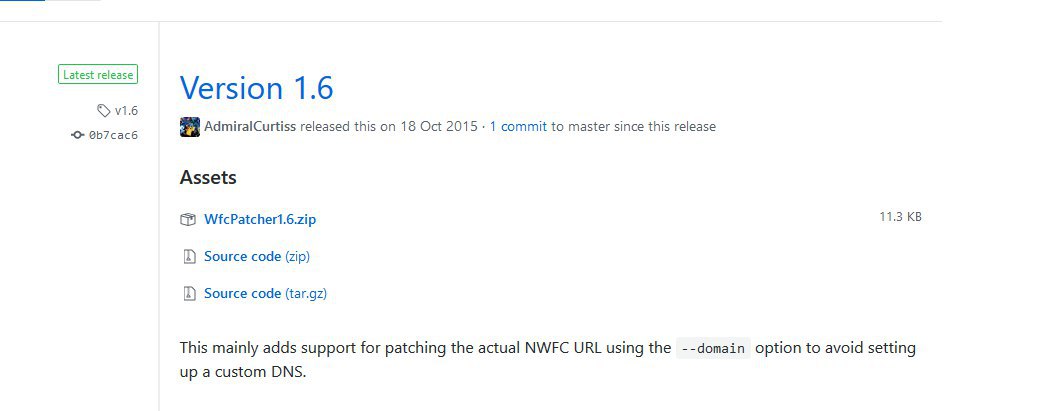 Latest release
v1.6
0b7cac6
Version 1.6
AdmiralCurtiss released this on 18 Oct 2015 · 1 commit to master since this release
Assets
WfcPatcher1.6.zip 11.3 KB
Source code (zip)
Source code (tar.gz)
This mainly adds support for patching the actual NWFC URL using the --domain option to avoid setting
up a custom DNS.